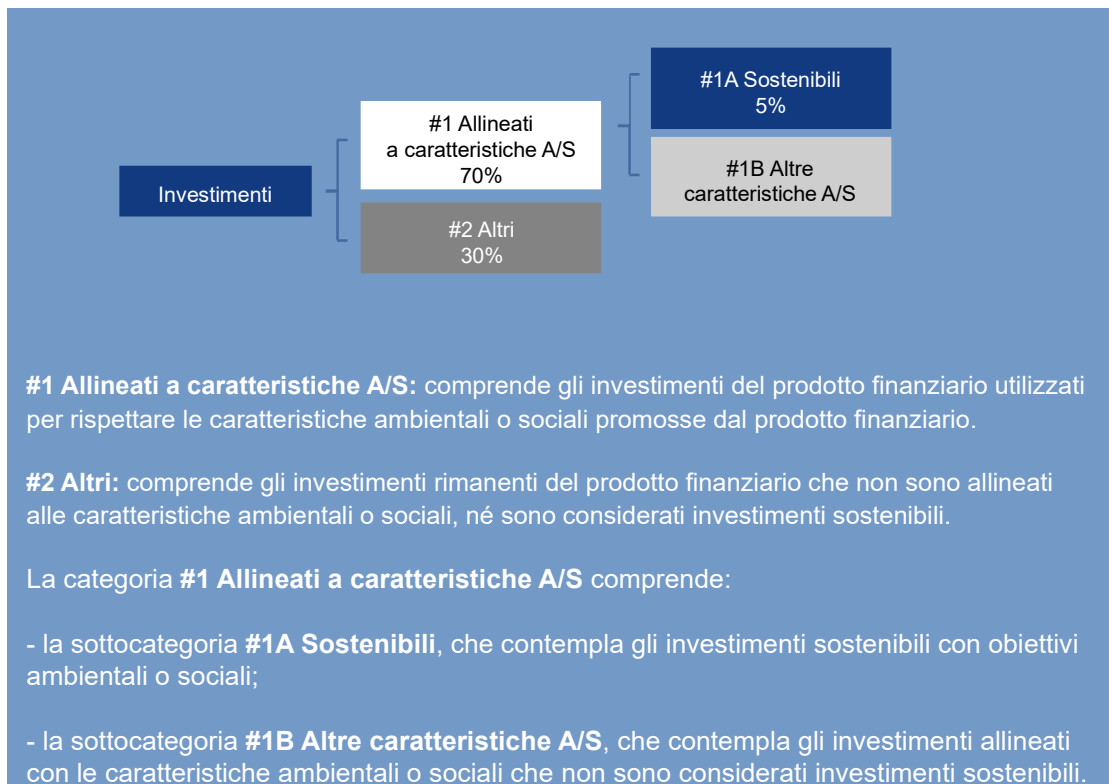 #1A Sostenibili
5%
#1 Allineati
a caratteristiche A/S
70%
#1B Altre
caratteristiche A/S
Investimenti
#2 Altri
30%
#1 Allineati a caratteristiche A/S: comprende gli investimenti del prodotto finanziario utilizzati
per rispettare le caratteristiche ambientali o sociali promosse dal prodotto finanziario.
#2 Altri: comprende gli investimenti rimanenti del prodotto finanziario che non sono allineati
alle caratteristiche ambientali o sociali, né sono considerati investimenti sostenibili.
La categoria #1 Allineati a caratteristiche A/S comprende:
- la sottocategoria #1A Sostenibili, che contempla gli investimenti sostenibili con obiettivi
ambientali o sociali;
- la sottocategoria #1B Altre caratteristiche A/S, che contempla gli investimenti allineati
con le caratteristiche ambientali o sociali che non sono considerati investimenti sostenibili.